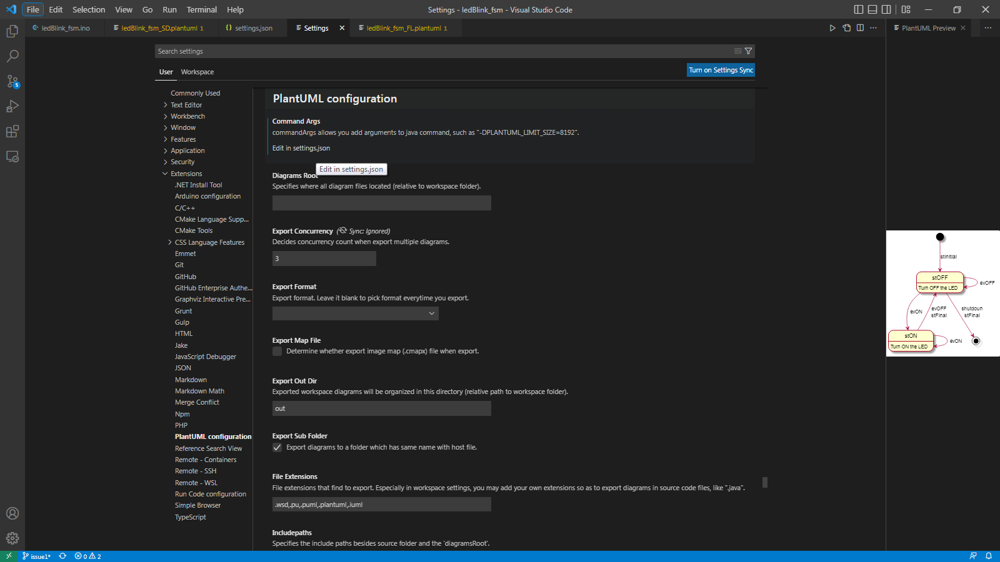 File Edit Selection View Go Run Terminal Help
Settings - ledBlink_fsm - Visual Studio Code
ledBlink_fsm.ino
ledBlink_fsm_SD.plantuml 1
settings.json
Settings
ledBlink_fsm_FL.plantuml 1
PlantUML Preview
Search settings
User Workspace
Turn on Settings Sync
5
Commonly Used
Text Editor
Workbench
Window
Features
Application
Security
Extensions
.NET Install Tool
Arduino configuration
C/C++
CMake Language Supp...
CMake Tools
CSS Language Features
Emmet
Git
GitHub
GitHub Enterprise Authe...
Graphviz Interactive Pre...
Grunt
Gulp
HTML
Jake
JavaScript Debugger
JSON
Markdown
Markdown Math
Merge Conflict
Npm
PHP
PlantUML configuration
Reference Search View
Remote - Containers
Remote - SSH
Remote - WSL
Run Code configuration
Simple Browser
TypeScript
PlantUML configuration
Command Args
commandArgs allows you add arguments to java command, such as "-DPLANTUML_LIMIT_SIZE=8192".
Edit in settings.json
Edit in settings.json
Diagrams Root
Specifies where all diagram files located (relative to workspace folder).
Export Concurrency (Sync: Ignored)
Decides concurrency count when export multiple diagrams.
3
Export Format
Export format. Leave it blank to pick format everytime you export.
Export Map File
Determine whether export image map (.cmapx) file when export.
Export Out Dir
Exported workspace diagrams will be organized in this directory (relative path to workspace folder).
out
Export Sub Folder
Export diagrams to a folder which has same name with host file.
File Extensions
File extensions that find to export. Especially in workspace settings, you may add your own extensions so as to export diagrams in source code files, like ".java".
.wsd,.pu,.puml,.plantuml,.iuml
Includepaths
Specifies the include paths besides source folder and the `diagramsRoot`.
stInitial
stOFF
Turn OFF the LED
evOFF
evON
evOFF
stFinal
shutdoun
stFinal
stON
Turn ON the LED
evON
issue1*
0 2